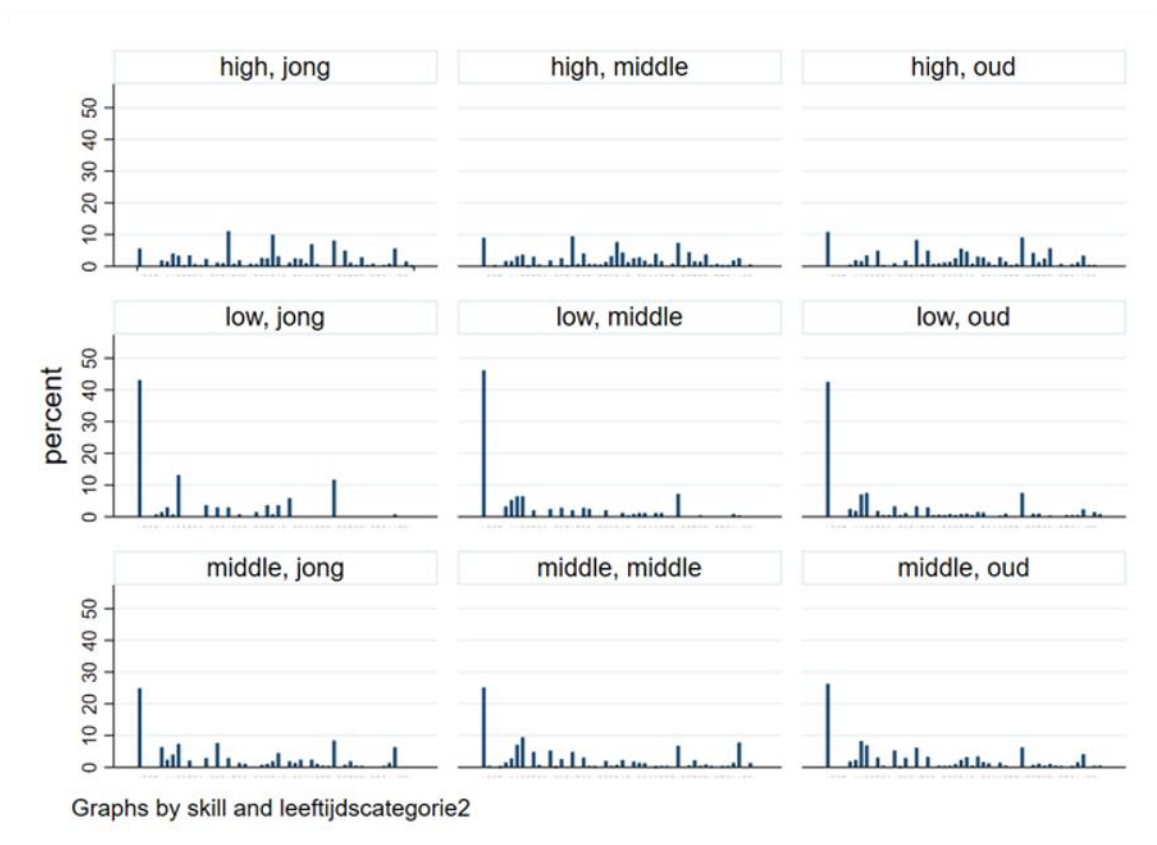 high, jong
high, middle
high, oud
50
40
30
20
10
0
low, jong
low, middle
low, oud
50
40
30
20
10
0
percent
middle, jong
middle, middle
middle, oud
50
40
30
20
10
0
Graphs by skill and leeftijdscategorie2